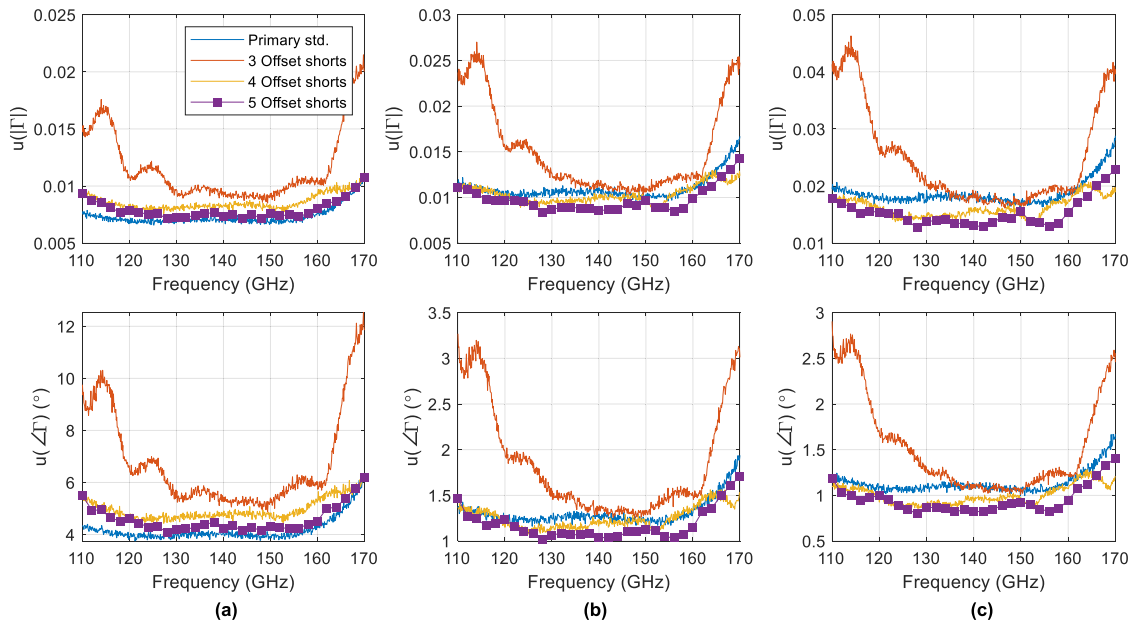 0.025
0.02
0.015
0.01
0.005
u(|Γ|)
110 120 130 140 150 160 170
Frequency (GHz)
Primary std.
3 Offset shorts
4 Offset shorts
5 Offset shorts
0.03
0.025
0.02
0.015
0.01
0.005
u(|Γ|)
110 120 130 140 150 160 170
Frequency (GHz)
0.05
0.04
0.03
0.02
0.01
u(|Γ|)
110 120 130 140 150 160 170
Frequency (GHz)
12
10
8
6
4
u(∠Γ) (°)
110 120 130 140 150 160 170
Frequency (GHz)
(a)
3.5
3
2.5
2
1.5
1
u(∠Γ) (°)
110 120 130 140 150 160 170
Frequency (GHz)
(b)
3
2.5
2
1.5
1
0.5
u(∠Γ) (°)
110 120 130 140 150 160 170
Frequency (GHz)
(c)